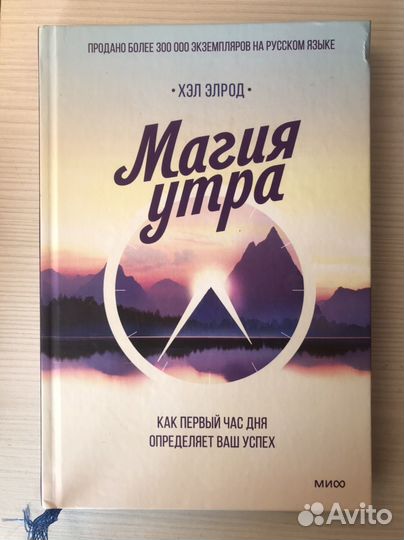 ПРОДАНО БОЛЕЕ 300 000 ЭКЗЕМПЛЯРОВ НА РУССКОМ ЯЗЫКЕ
• ХЭЛ ЭЛРОД •
Магия
утра
КАК ПЕРВЫЙ ЧАС ДНЯ
ОПРЕДЕЛЯЕТ ВАШ УСПЕХ
МИФ
Avito